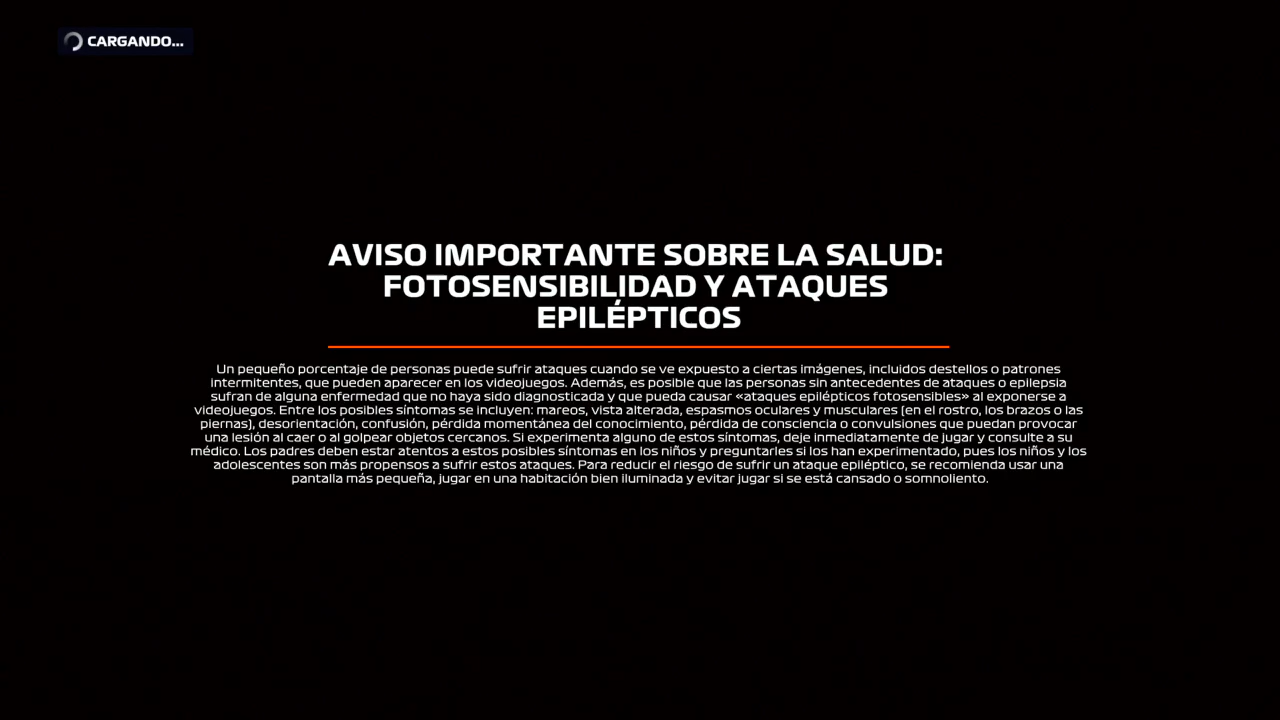 CARGANDO...
AVISO IMPORTANTE SOBRE LA SALUD:
FOTOSENSIBILIDAD Y ATAQUES
EPILÉPTICOS
Un pequeño porcentaje de personas puede sufrir ataques cuando se ve expuesto a ciertas imágenes, incluidos destellos o patrones
intermitentes, que pueden aparecer en los videojuegos. Además, es posible que las personas sin antecedentes de ataques o epilepsia
sufran de alguna enfermedad que no haya sido diagnosticada y que pueda causar «ataques epilépticos fotosensibles» al exponerse a
videojuegos. Entre los posibles síntomas se incluyen: mareos, vista alterada, espasmos oculares y musculares (en el rostro, los brazos o las
piernas), desorientación, confusión, pérdida momentánea del conocimiento, pérdida de consciencia o convulsiones que puedan provocar
una lesión al caer o al golpear objetos cercanos. Si experimenta alguno de estos síntomas, deje inmediatamente de jugar y consulte a su
médico. Los padres deben estar atentos a estos posibles síntomas en los niños y preguntarles si los han experimentado, pues los niños y los
adolescentes son más propensos a sufrir estos ataques. Para reducir el riesgo de sufrir un ataque epiléptico, se recomienda usar una
pantalla más pequeña, jugar en una habitación bien iluminada y evitar jugar si se está cansado o somnoliento.